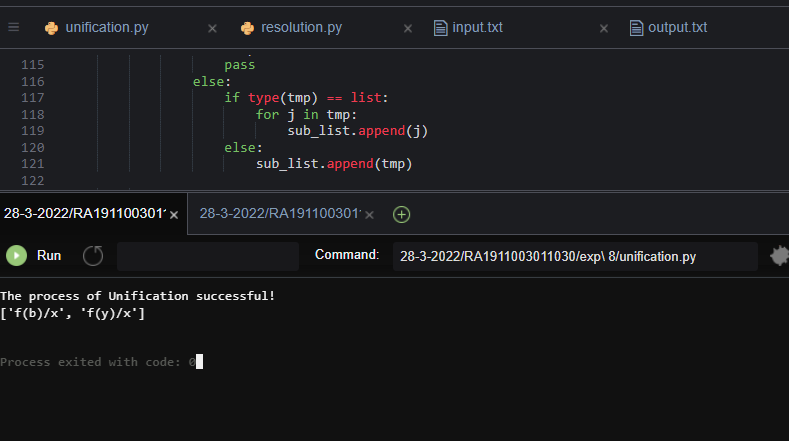 unification.py × resolution.py × input.txt × output.txt
115 pass
116 else:
117 if type(tmp) == list:
118 for j in tmp:
119 sub_list.append(j)
120 else:
121 sub_list.append(tmp)
122
28-3-2022/RA1911003011 × 28-3-2022/RA191100301 ×
Run Command: 28-3-2022/RA1911003011030/exp\ 8/unification.py
The process of Unification successful!
['f(b)/x', 'f(y)/x']
Process exited with code: 0